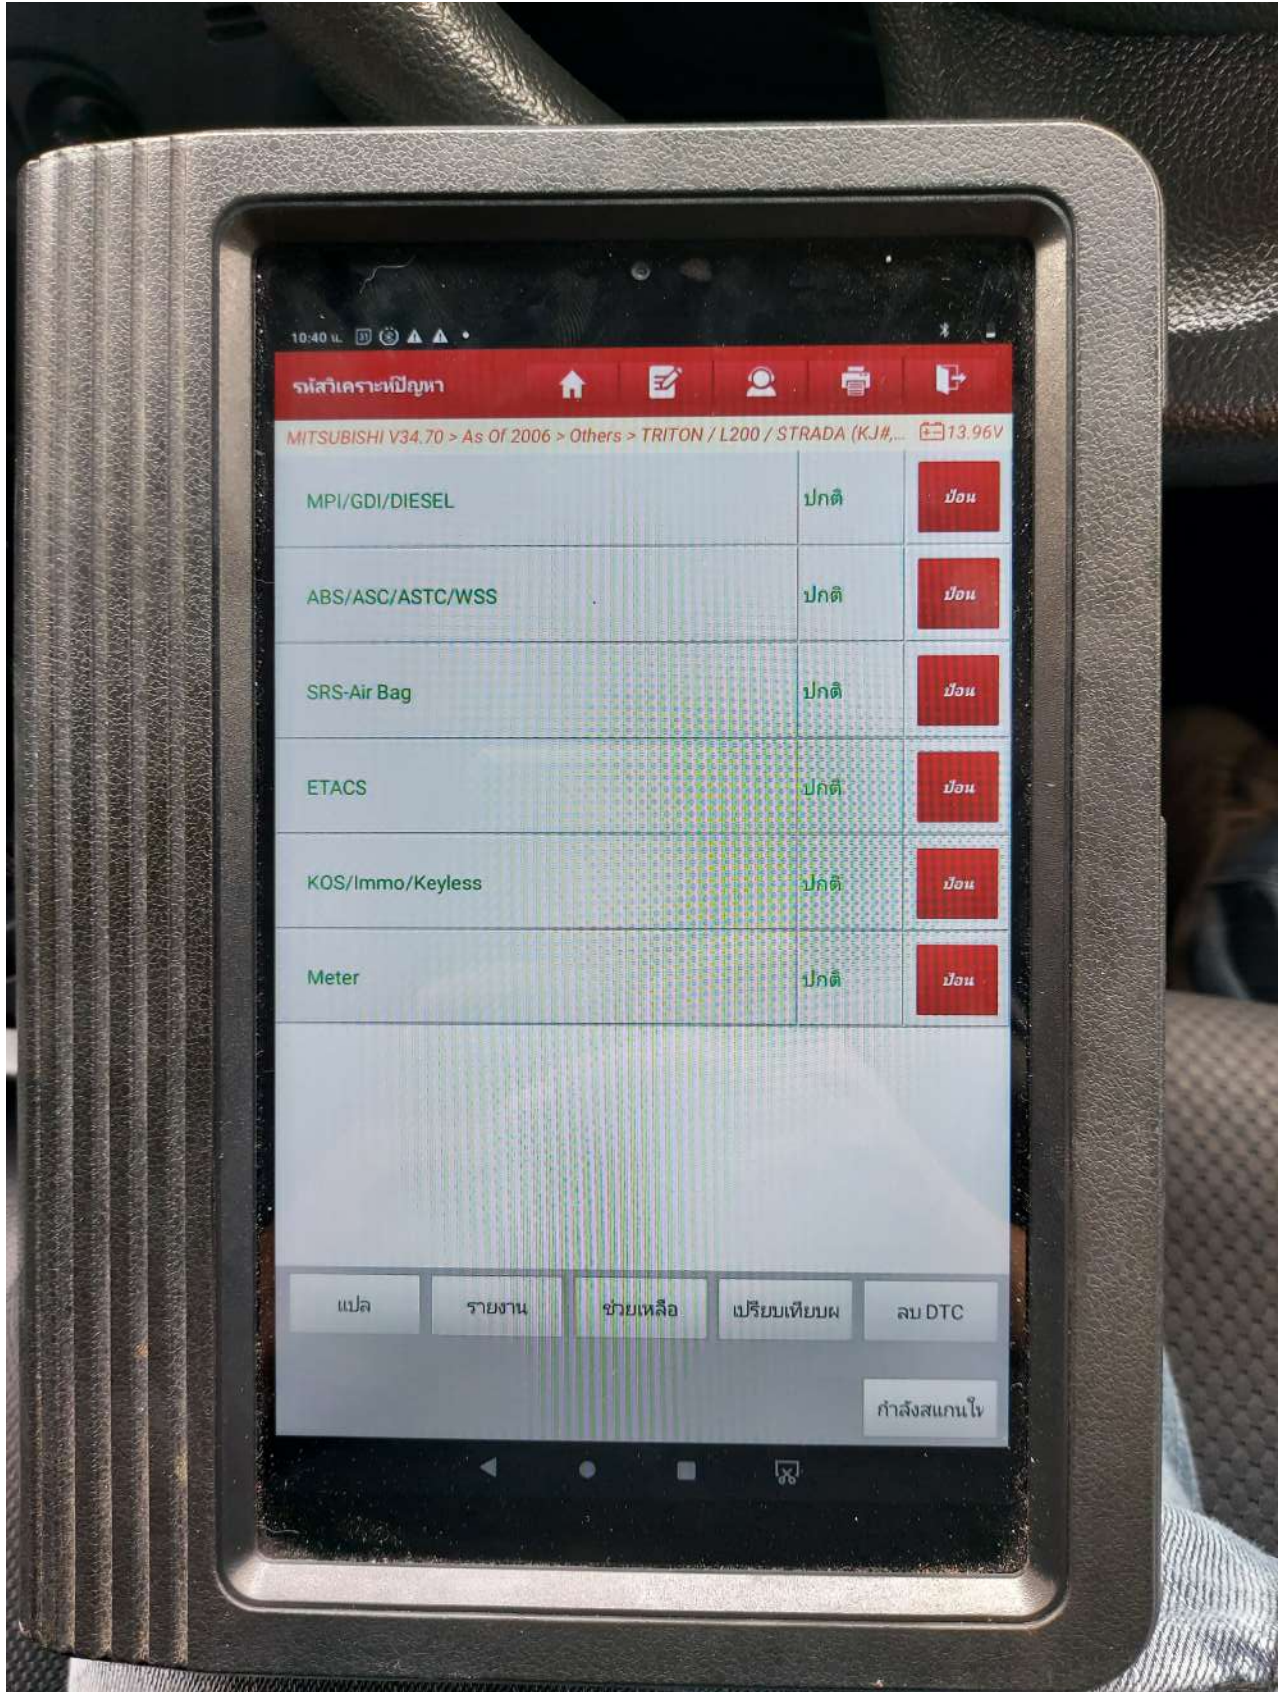 10:40 น. 31
รหัสวิเคราะห์ปัญหา
MITSUBISHI V34.70 > As Of 2006 > Others > TRITON / L200 / STRADA (KJ#,... 13.96V
MPI/GDI/DIESEL ปกติ ป้อน
ABS/ASC/ASTC/WSS ปกติ ป้อน
SRS-Air Bag ปกติ ป้อน
ETACS ปกติ ป้อน
KOS/Immo/Keyless ปกติ ป้อน
Meter ปกติ ป้อน
แปล รายงาน ช่วยเหลือ เปรียบเทียบผ ลบ DTC
กำลังสแกนให